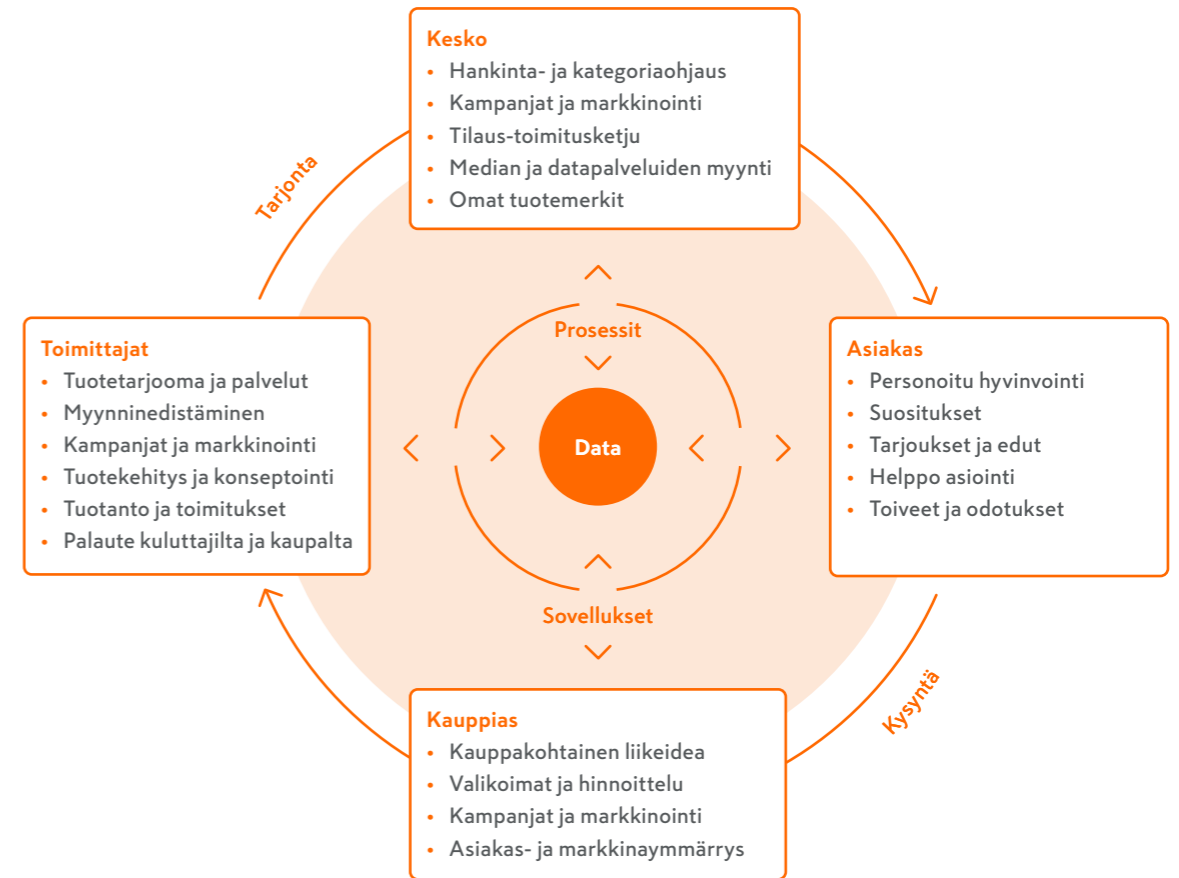 Kesko
• Hankinta- ja kategoriaohjaus
• Kampanjat ja markkinointi
• Tilaus-toimitusketju
• Median ja datapalveluiden myynti
• Omat tuotemerkit
Tarjonta
Toimittajat
• Tuotetarjooma ja palvelut
• Myynninedistäminen
• Kampanjat ja markkinointi
• Tuotekehitys ja konseptointi
• Tuotanto ja toimitukset
• Palaute kuluttajilta ja kaupalta
Prosessit
Data
Sovellukset
Asiakas
• Personoitu hyvinvointi
• Suositukset
• Tarjoukset ja edut
• Helppo asiointi
• Toiveet ja odotukset
Kysyntä
Kauppias
• Kauppakohtainen liikeidea
• Valikoimat ja hinnoittelu
• Kampanjat ja markkinointi
• Asiakas- ja markkinaymmärrys